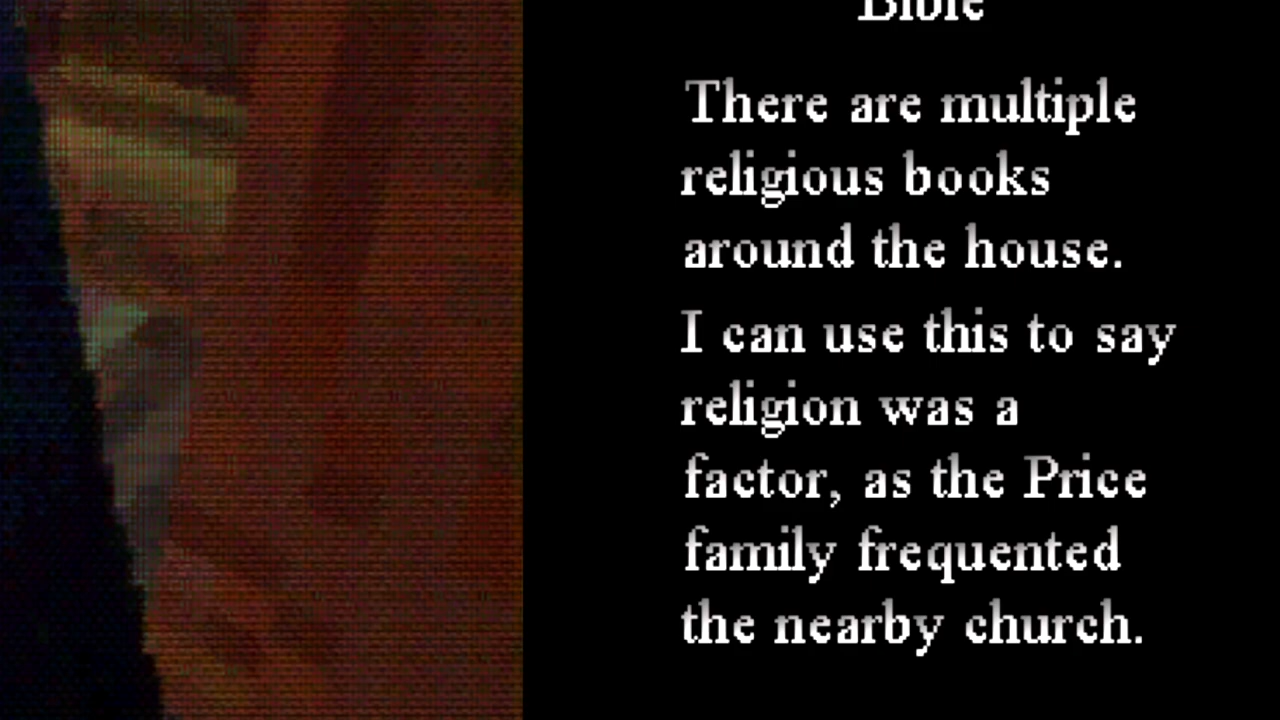 Bible
There are multiple
religious books
around the house.
I can use this to say
religion was a
factor, as the Price
family frequented
the nearby church.